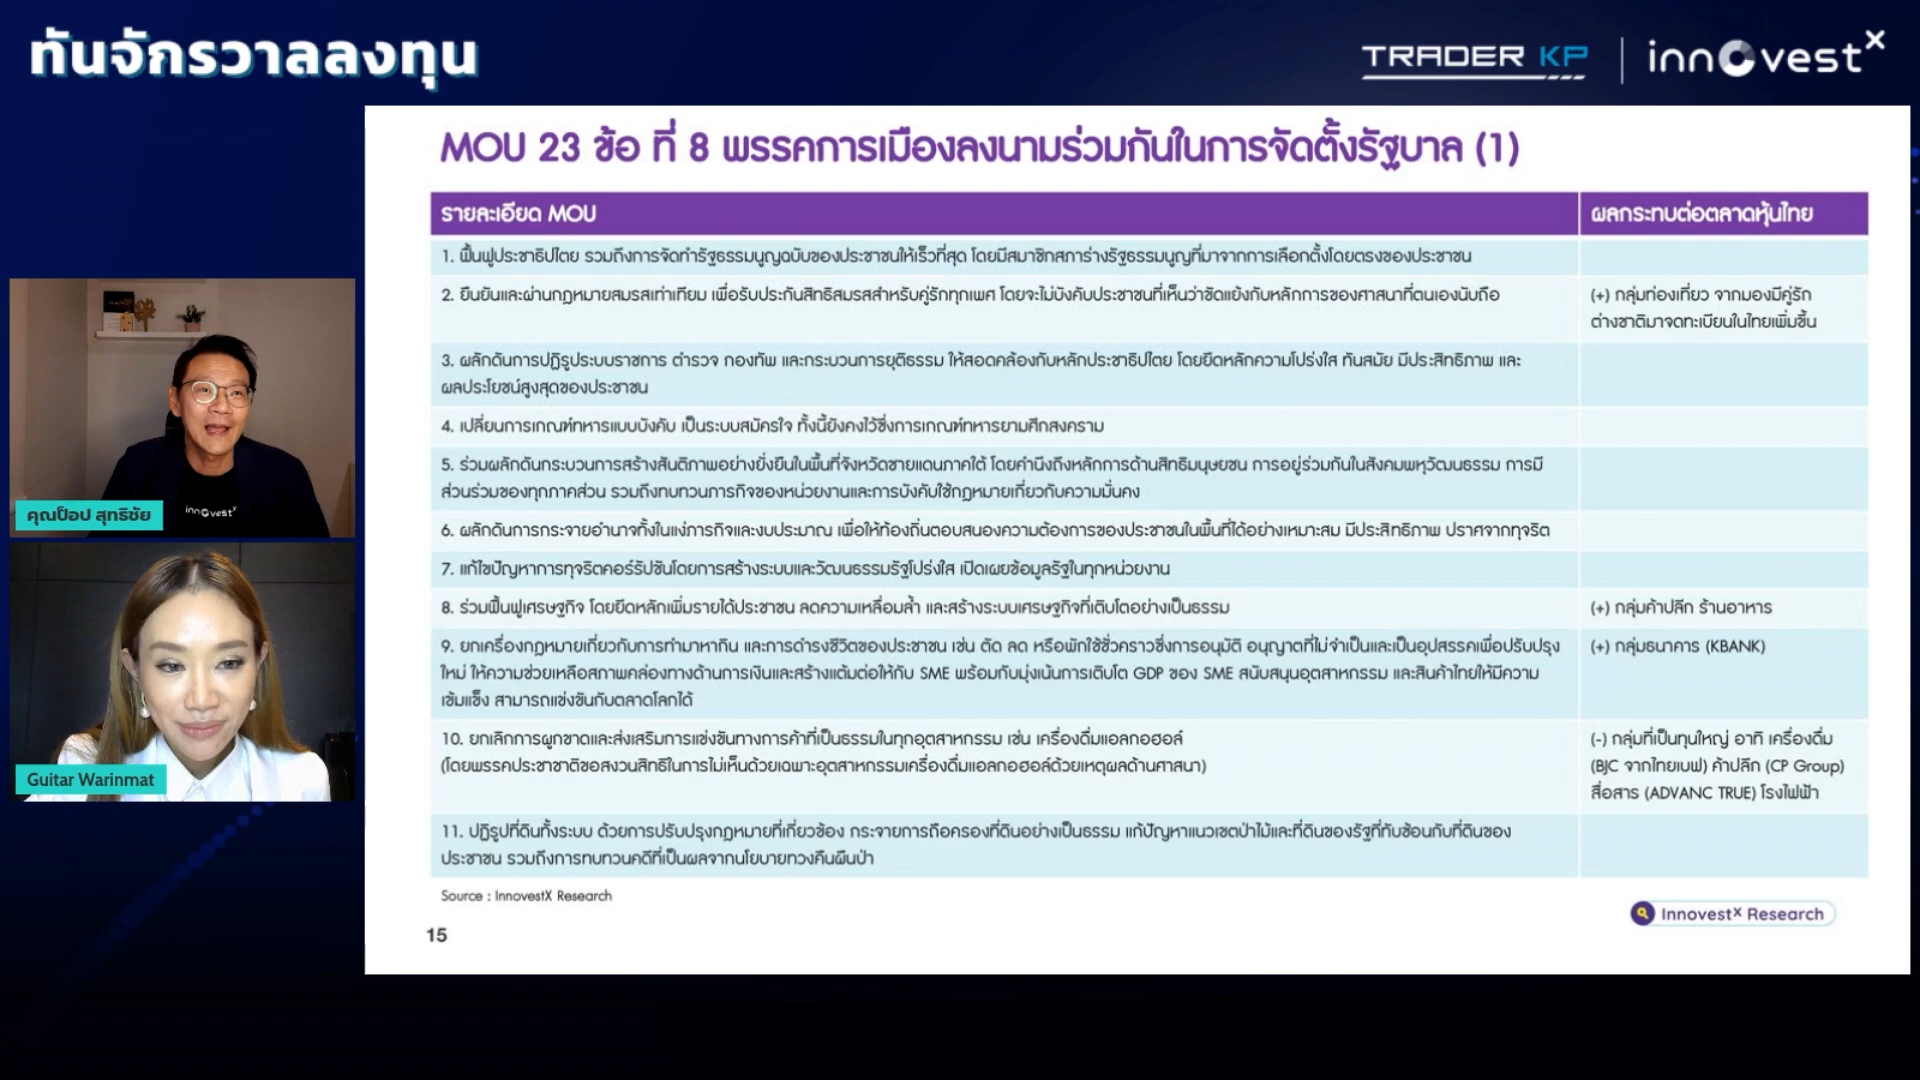 ทันจักรวาลลงทุน
TRADER KP
innovestx
MOU 23 ข้อ ที่ 8 พรรคการเมืองลงนามร่วมกันในการจัดตั้งรัฐบาล (1)
รายละเอียด MOU
ผลกระทบต่อตลาดหุ้นไทย
1. ฟื้นฟูประชาธิปไตย รวมถึงการจัดทำรัฐธรรมนูญฉบับของประชาชนให้เร็วที่สุด โดยมีสมาชิกสภาร่างรัฐธรรมนูญที่มาจากการเลือกตั้งโดยตรงของประชาชน
2. ยืนยันและผ่านกฎหมายสมรสเท่าเทียม เพื่อรับประกันสิทธิสมรสสำหรับคู่รักทุกเพศ โดยจะไม่บังคับประชาชนที่เห็นว่าขัดแย้งกับหลักการของศาสนาที่ตนเองนับถือ
(+) กลุ่มท่องเที่ยว จากมองมีคู่รัก
ต่างชาติมาจดทะเบียนในไทยเพิ่มขึ้น
3. ผลักดันการปฏิรูประบบราชการ ตำรวจ กองทัพ และกระบวนการยุติธรรม ให้สอดคล้องกับหลักประชาธิปไตย โดยยึดหลักความโปร่งใส ทันสมัย มีประสิทธิภาพ และ
ผลประโยชน์สูงสุดของประชาชน
4. เปลี่ยนการเกณฑ์ทหารแบบบังคับ เป็นระบบสมัครใจ ทั้งนี้ยังคงไว้ซึ่งการเกณฑ์ทหารยามศึกสงคราม
5. ร่วมผลักดันกระบวนการสร้างสันติภาพอย่างยั่งยืนในพื้นที่จังหวัดชายแดนภาคใต้ โดยคำนึงถึงหลักการด้านสิทธิมนุษยชน การอยู่ร่วมกันในสังคมพหุวัฒนธรรม การมี
ส่วนร่วมของทุกภาคส่วน รวมถึงทบทวนภารกิจของหน่วยงานและการบังคับใช้กฎหมายเกี่ยวกับความมั่นคง
6. ผลักดันการกระจายอำนาจทั้งในแง่ภารกิจและงบประมาณ เพื่อให้ท้องถิ่นตอบสนองความต้องการของประชาชนในพื้นที่ได้อย่างเหมาะสม มีประสิทธิภาพ ปราศจากทุจริต
7. แก้ไขปัญหาการทุจริตคอร์รัปชันโดยการสร้างระบบและวัฒนธรรมรัฐโปร่งใส เปิดเผยข้อมูลรัฐในทุกหน่วยงาน
8. ร่วมฟื้นฟูเศรษฐกิจ โดยยึดหลักเพิ่มรายได้ประชาชน ลดความเหลื่อมล้ำ และสร้างระบบเศรษฐกิจที่เติบโตอย่างเป็นธรรม
(+) กลุ่มค้าปลีก ร้านอาหาร
9. ยกเครื่องกฎหมายเกี่ยวกับการทำมาหากิน และการดำรงชีวิตของประชาชน เช่น ตัด ลด หรือพักใช้ชั่วคราวซึ่งการอนุมัติ อนุญาตที่ไม่จำเป็นและเป็นอุปสรรคเพื่อปรับปรุง
ใหม่ ให้ความช่วยเหลือสภาพคล่องทางด้านการเงินและสร้างแต้มต่อให้กับ SME พร้อมกับมุ่งเน้นการเติบโต GDP ของ SME สนับสนุนอุตสาหกรรม และสินค้าไทยให้มีความ
เข้มแข็ง สามารถแข่งขันกับตลาดโลกได้
(+) กลุ่มธนาคาร (KBANK)
10. ยกเลิกการผูกขาดและส่งเสริมการแข่งขันทางการค้าที่เป็นธรรมในทุกอุตสาหกรรม เช่น เครื่องดื่มแอลกอฮอล์
(โดยพรรคประชาชาติขอสงวนสิทธิในการไม่เห็นด้วยเฉพาะอุตสาหกรรมเครื่องดื่มแอลกอฮอล์ด้วยเหตุผลด้านศาสนา)
(-) กลุ่มที่เป็นทุนใหญ่ อาทิ เครื่องดื่ม
(BJC จากไทยเบฟ) ค้าปลีก (CP Group)
สื่อสาร (ADVANC TRUE) โรงไฟฟ้า
11. ปฏิรูปที่ดินทั้งระบบ ด้วยการปรับปรุงกฎหมายที่เกี่ยวข้อง กระจายการถือครองที่ดินอย่างเป็นธรรม แก้ปัญหาแนวเขตป่าไม้และที่ดินของรัฐที่ทับซ้อนกับที่ดินของ
ประชาชน รวมถึงการทบทวนคดีที่เป็นผลจากนโยบายทวงคืนผืนป่า
Source : InnovestX Research
InnovestX Research
15
innovestx
คุณป๊อป สุทธิชัย
Guitar Warinmat